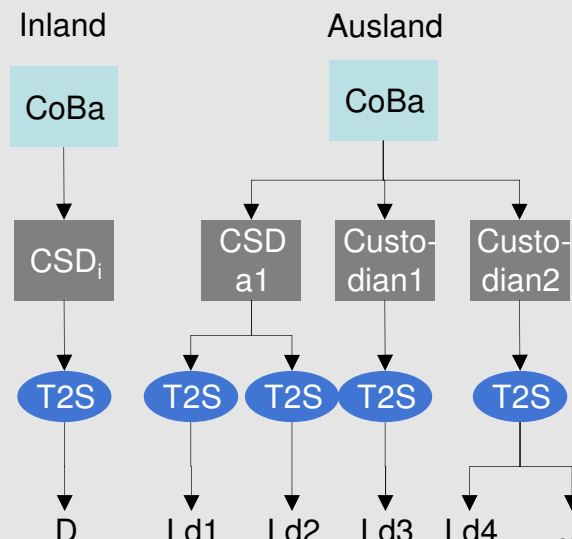 Inland Ausland
CoBa CoBa
CSDi
CSD
a1
Custo-
dian1
Custo-
dian2
T2S T2S T2S T2S T2S
D Ld1 Ld2 Ld3 Ld4